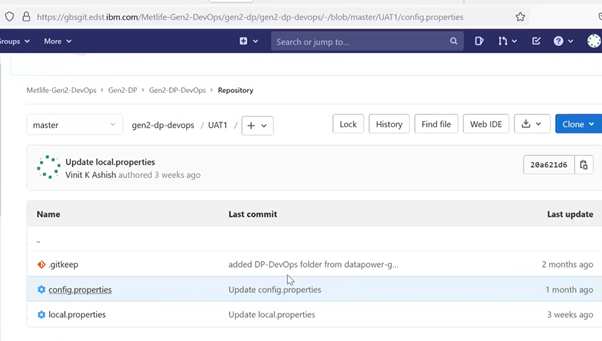 https://gbsgit.edst.ibm.com/Metlife-Gen2-DevOps/gen2-dp/gen2-dp-devops/-/blob/master/UAT1/config.properties
Groups More Search or jump to...
Metlife-Gen2-DevOps > Gen2-DP > Gen2-DP-DevOps > Repository
master gen2-dp-devops / UAT1 / + Lock History Find file Web IDE Clone
Update local.properties
Vinit K Ashish authored 3 weeks ago
20a621d6
Name Last commit Last update
..
.gitkeep added DP-DevOps folder from datapower-g... 2 months ago
config.properties Update config.properties 1 month ago
local.properties Update local.properties 3 weeks ago